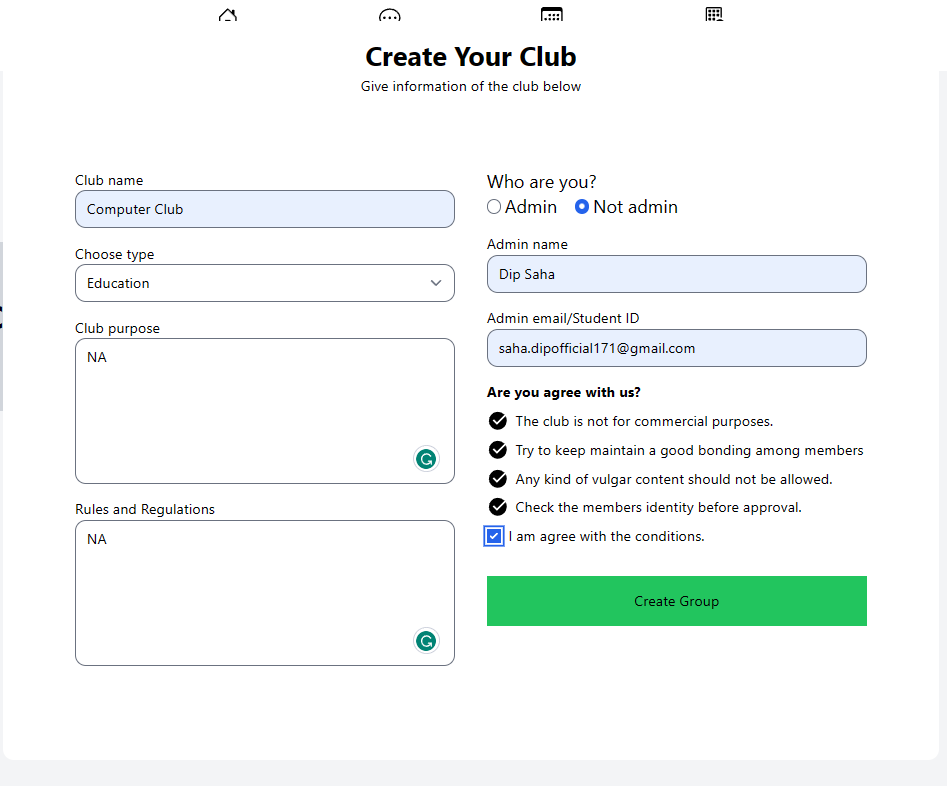 Create Your Club
Give information of the club below
Club name
Computer Club
Choose type
Education
Club purpose
NA
Rules and Regulations
NA
Who are you?
Admin Not admin
Admin name
Dip Saha
Admin email/Student ID
saha.dipofficial171@gmail.com
Are you agree with us?
The club is not for commercial purposes.
Try to keep maintain a good bonding among members
Any kind of vulgar content should not be allowed.
Check the members identity before approval.
I am agree with the conditions.
Create Group